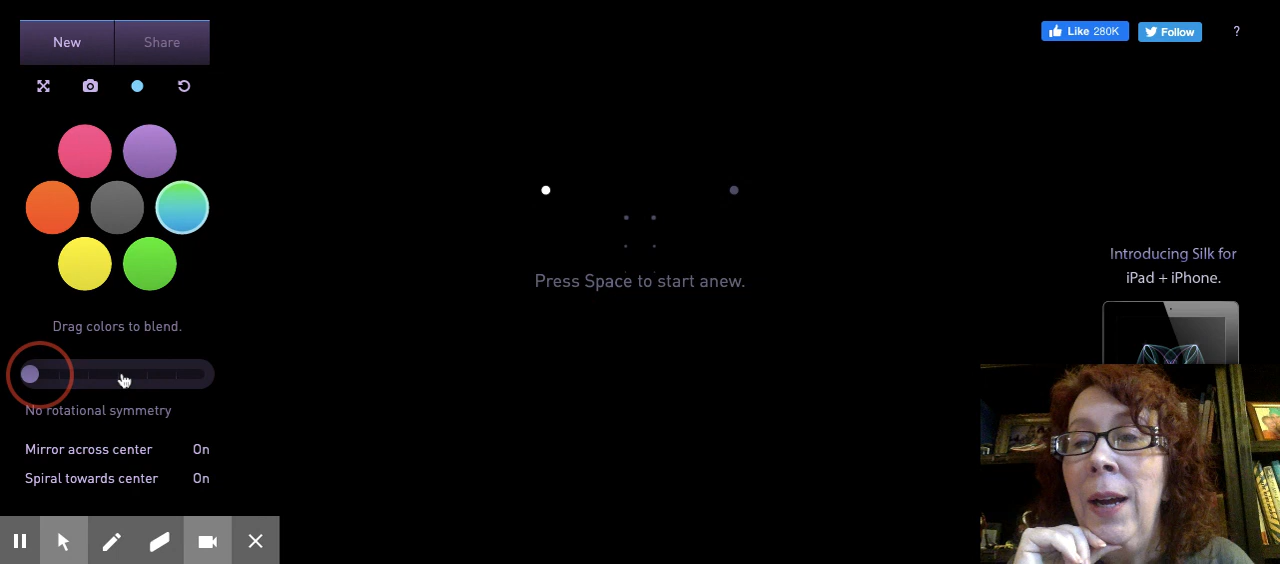 New
Share
Like 280K
Follow
?
Drag colors to blend.
No rotational symmetry
Mirror across center On
Spiral towards center On
Press Space to start anew.
Introducing Silk for
iPad + iPhone.